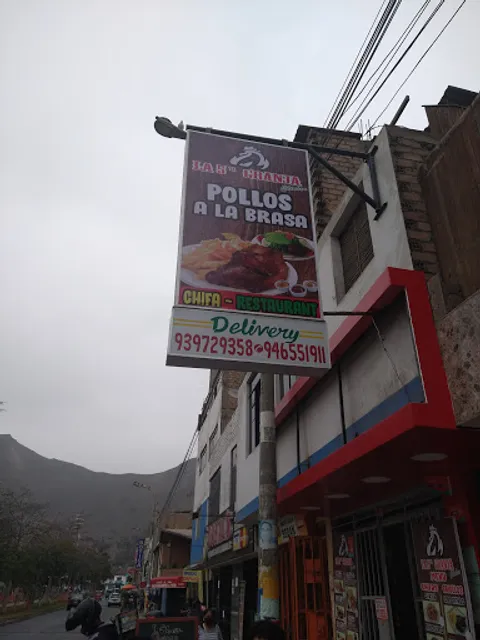 LA 5ta GRANJA
POLLOS
A LA BRASA
CHIFA ~ RESTAURANT
Delivery
939729358 946551911